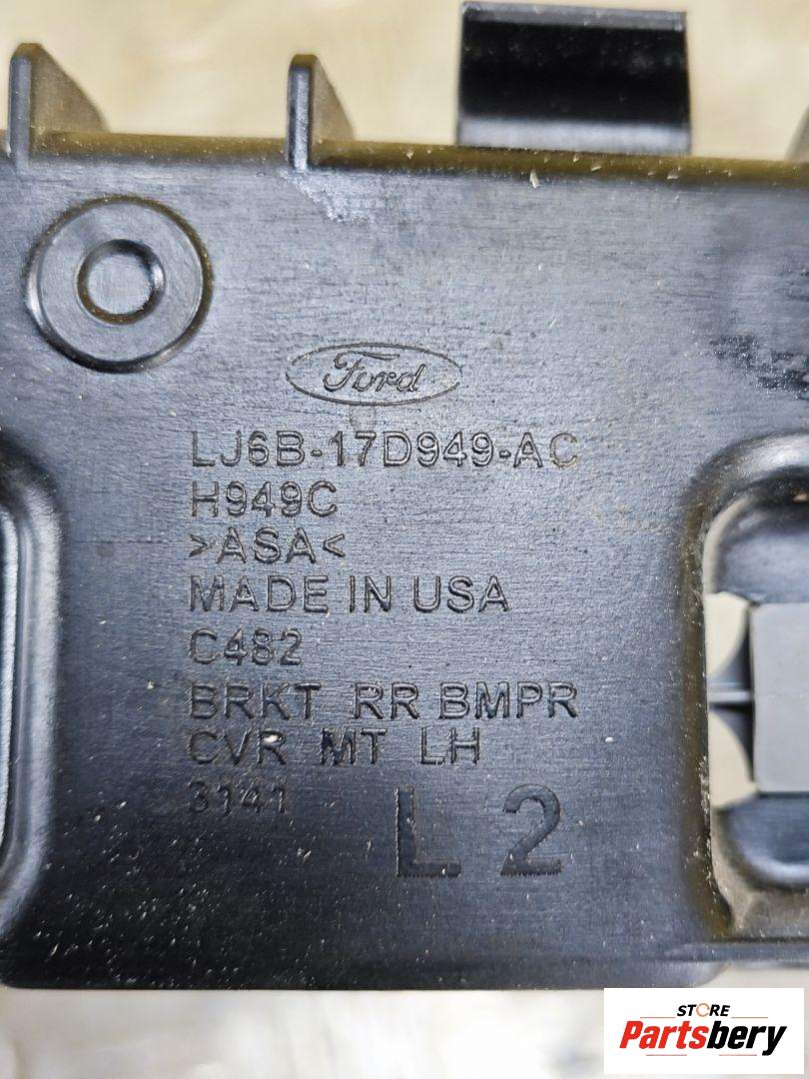 Ford
LJ6B-17D949-AC
H949C
>ASA<
MADE IN USA
C482
BRKT RR BMPR
CVR MT LH
3141
L 2
STORE
Partsbery